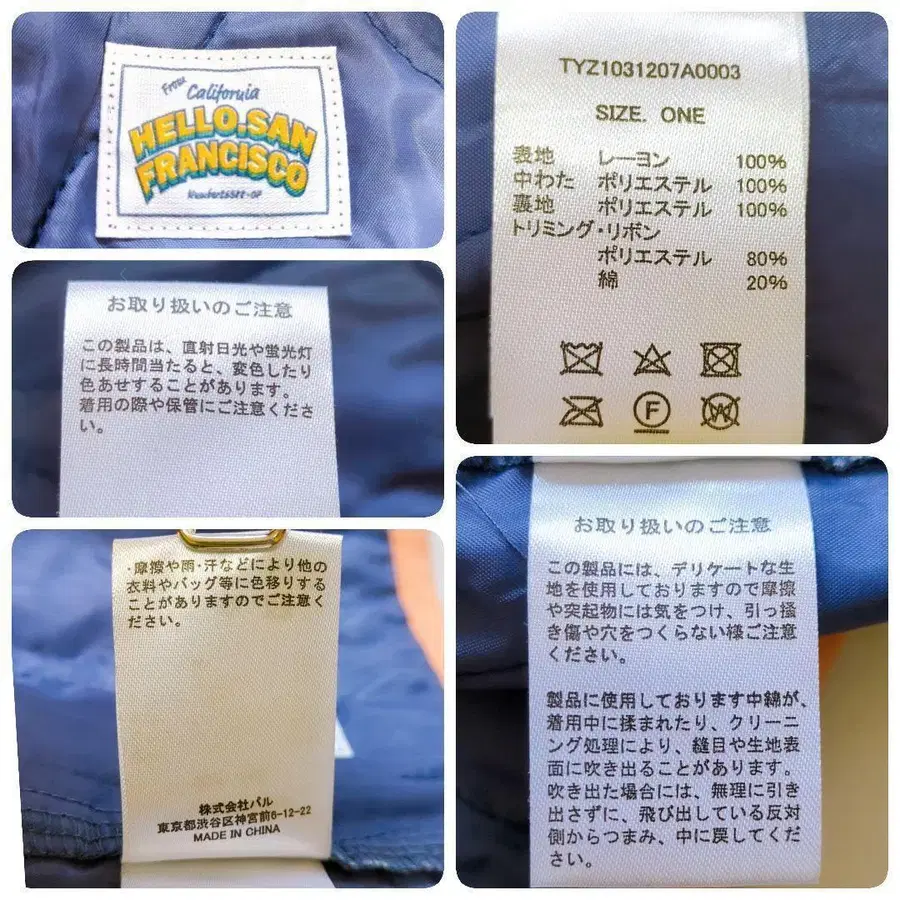 From
California
HELLO.SAN
FRANCISCO
お取り扱いのご注意
この製品は、直射日光や蛍光灯
に長時間当たると、変色したり
色あせすることがあります。
着用の際や保管にご注意くださ
い。
・摩擦や雨・汗などにより他の
衣料やバッグ等に色移りする
ことがありますのでご注意く
ださい。
株式会社パル
東京都渋谷区神宮前6-12-22
MADE IN CHINA
TYZ1031207A0003
SIZE. ONE
表地 レーヨン 100%
中わた ポリエステル 100%
裏地 ポリエステル 100%
トリミング・リボン
ポリエステル 80%
綿 20%
F
W
お取り扱いのご注意
この製品には、デリケートな生
地を使用しておりますので摩擦
や突起物には気をつけ、引っ掻
き傷や穴をつくらない様ご注意
ください。
製品に使用しております中綿が、
着用中に揉まれたり、クリーニ
ング処理により、縫目や生地表
面に吹き出ることがあります。
吹き出た場合には、無理に引き
出さずに、飛び出している反対
側からつまみ、中に戻してくだ
さい。